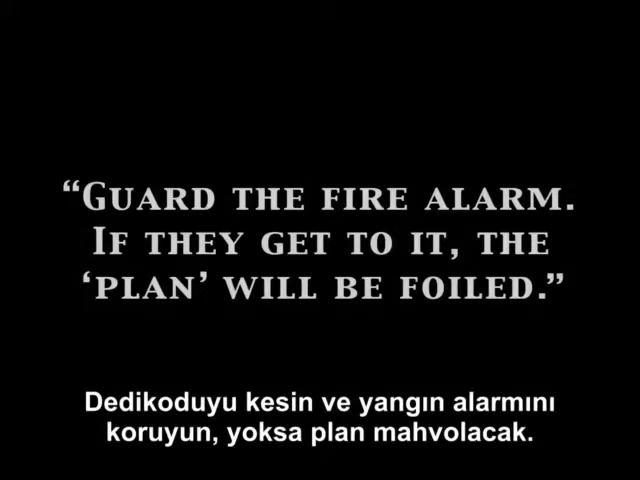 “Guard the fire alarm.
If they get to it, the
‘plan’ will be foiled.”
Dedikoduyu kesin ve yangın alarmını
koruyun, yoksa plan mahvolacak.